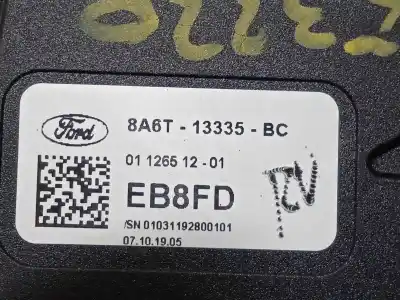 Ford
8A6T - 13335 - BC
01 1265 12 - 01
EB8FD
/SN 01031192800101
07.10.19.05